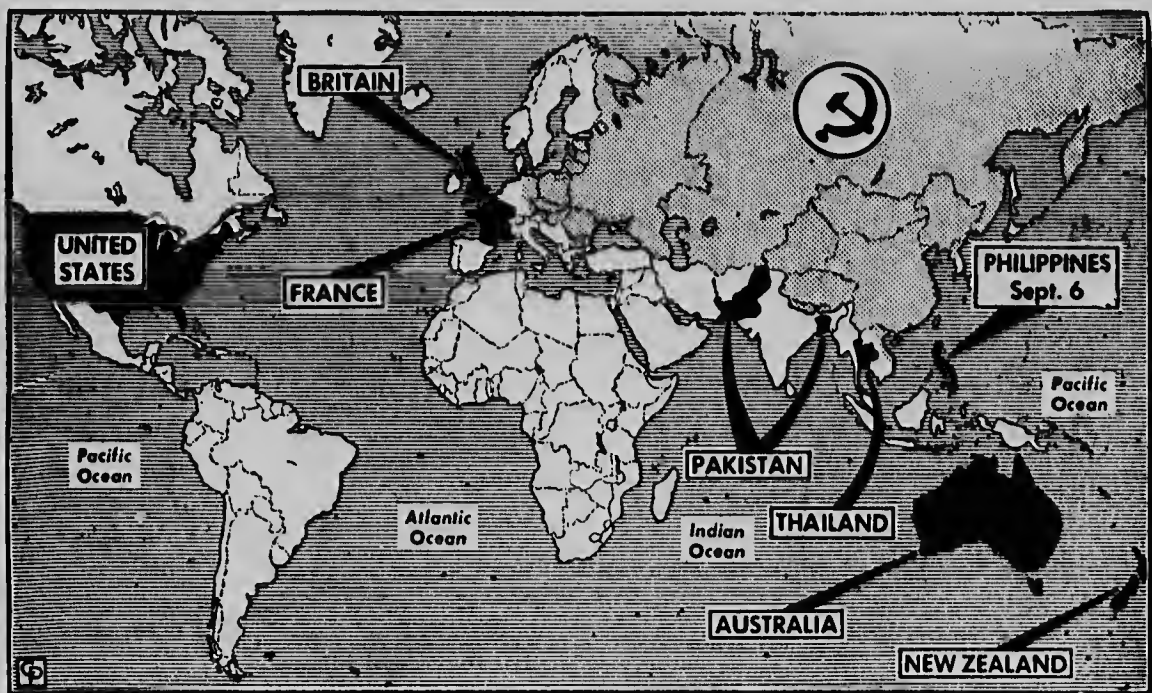 BRITAIN
UNITED
STATES
FRANCE
PHILIPPINES
Sept. 6
Pacific
Ocean
Pacific
Ocean
PAKISTAN
Atlantic
Ocean
THAILAND
Indian
Ocean
AUSTRALIA
NEW ZEALAND
CP